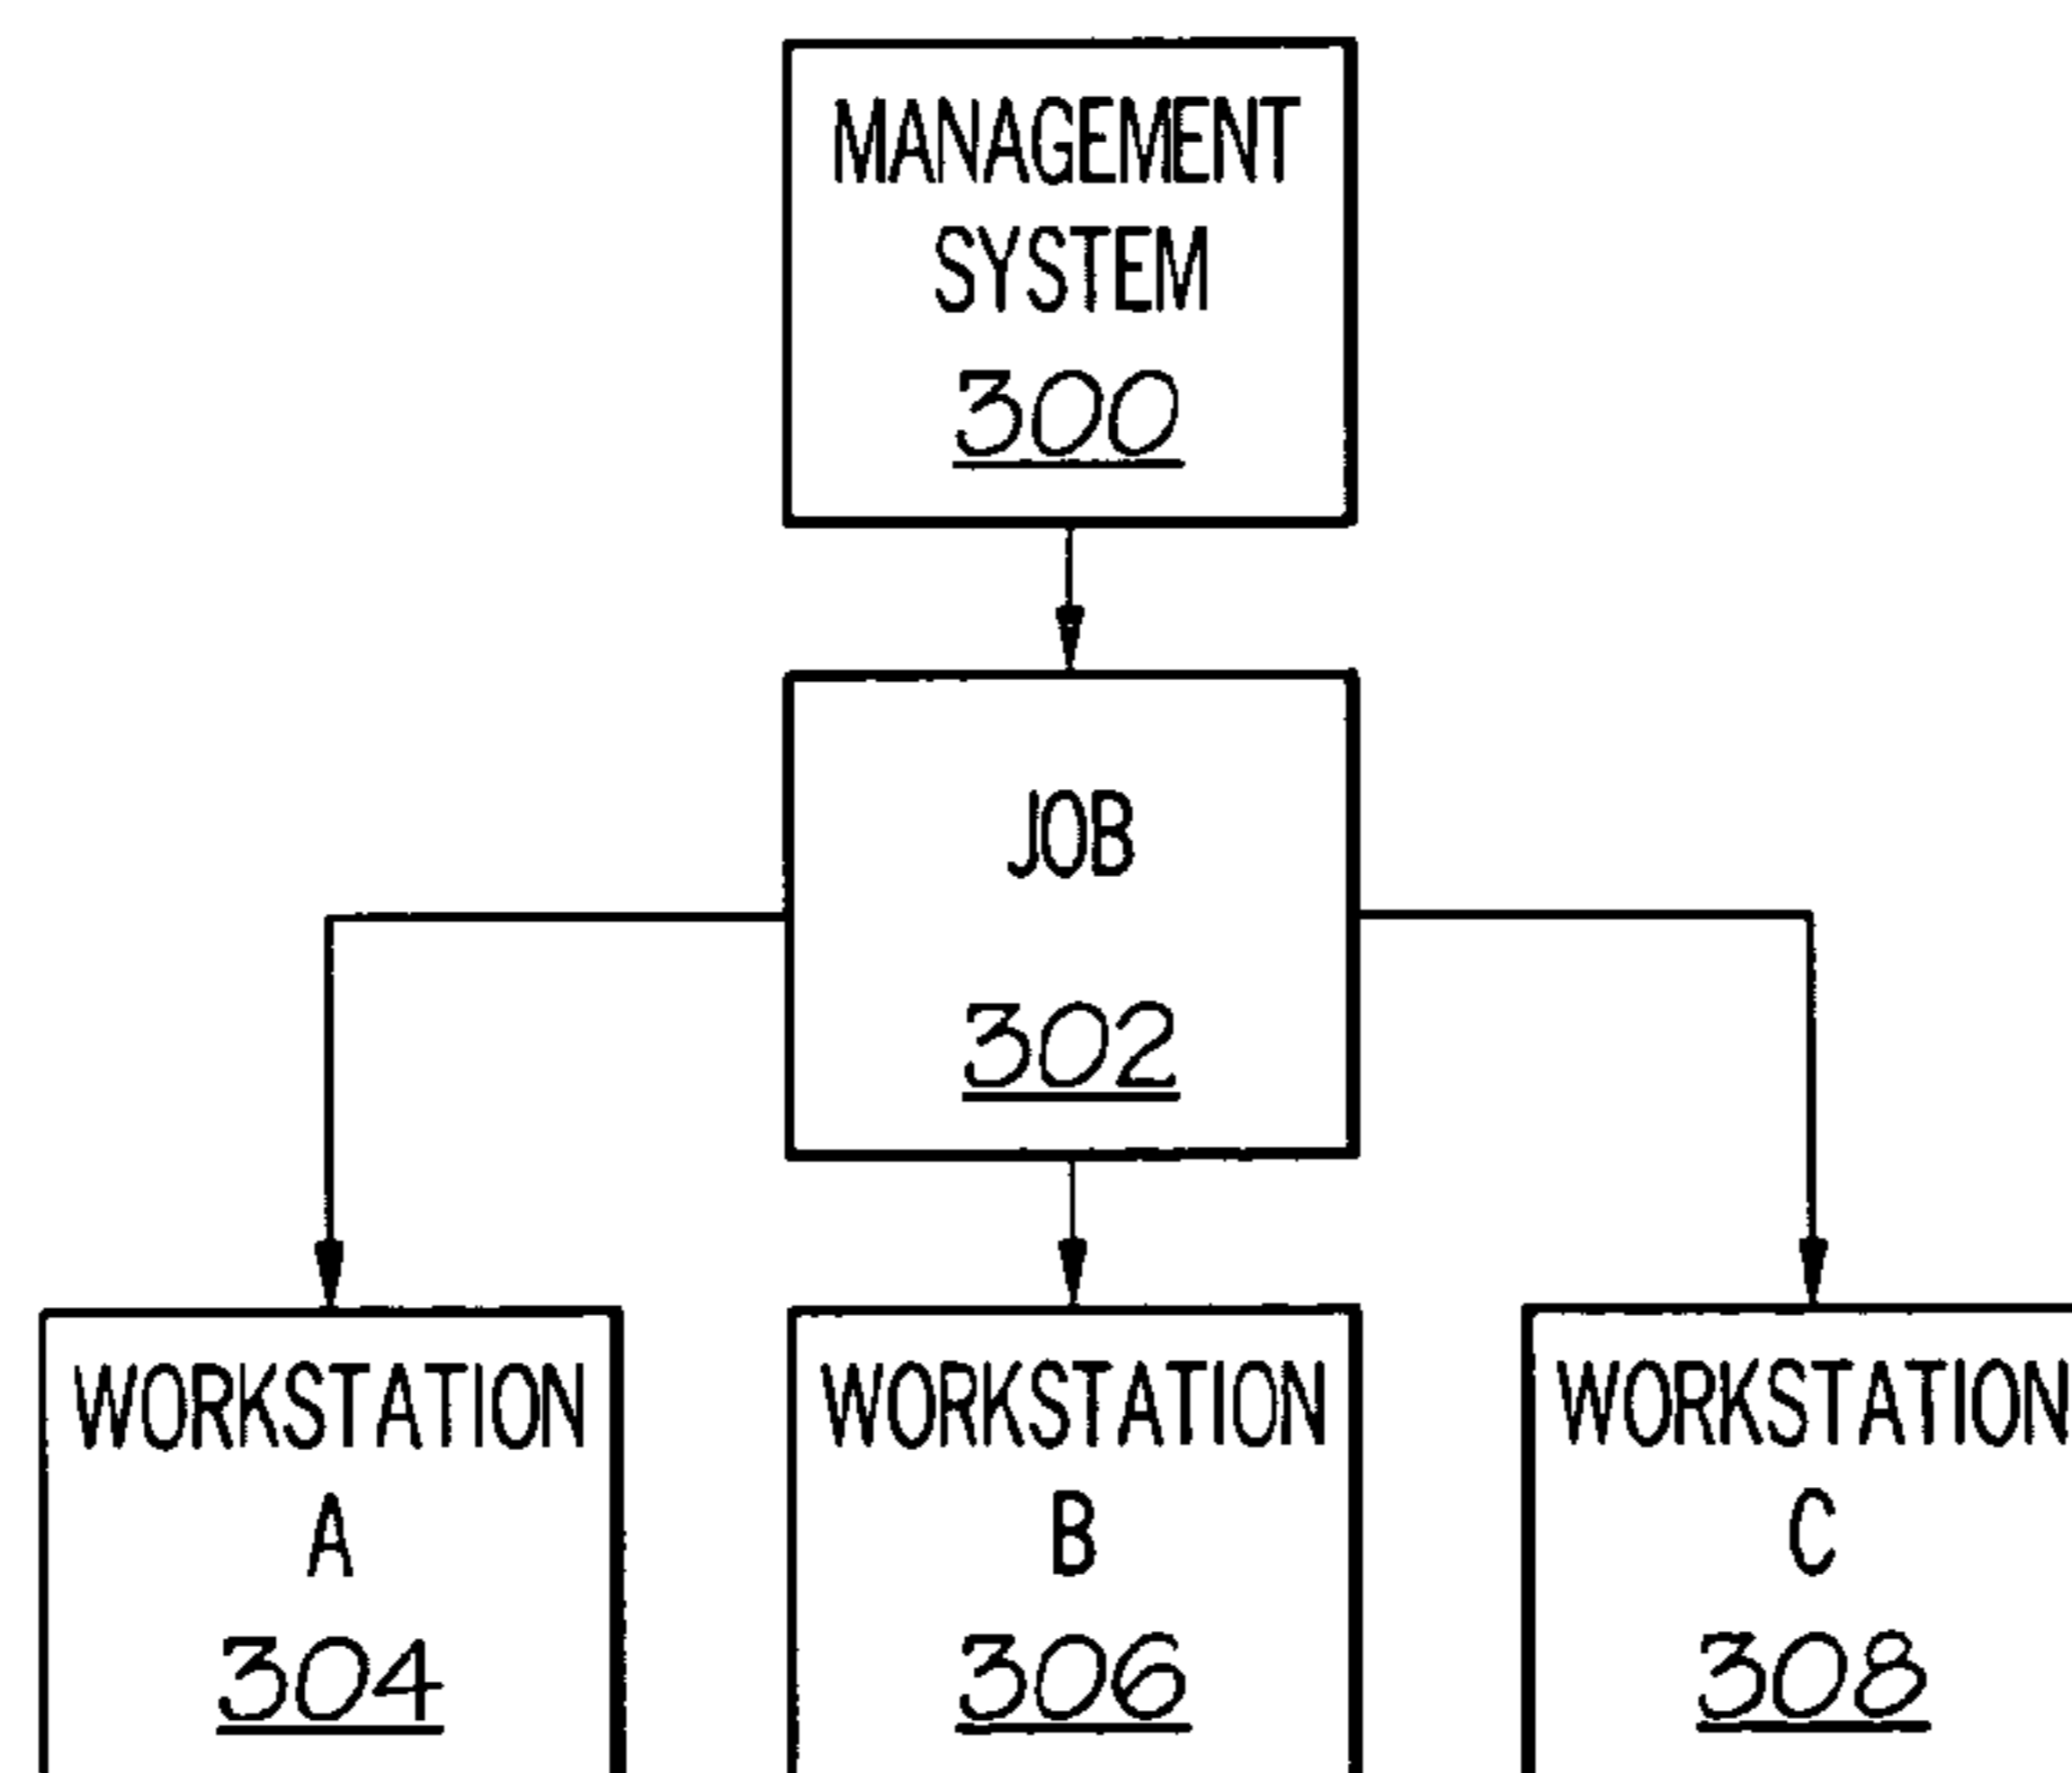 MANAGEMENT
SYSTEM
300
JOB
302
WORKSTATION
A
304
WORKSTATION
B
306
WORKSTATION
C
308